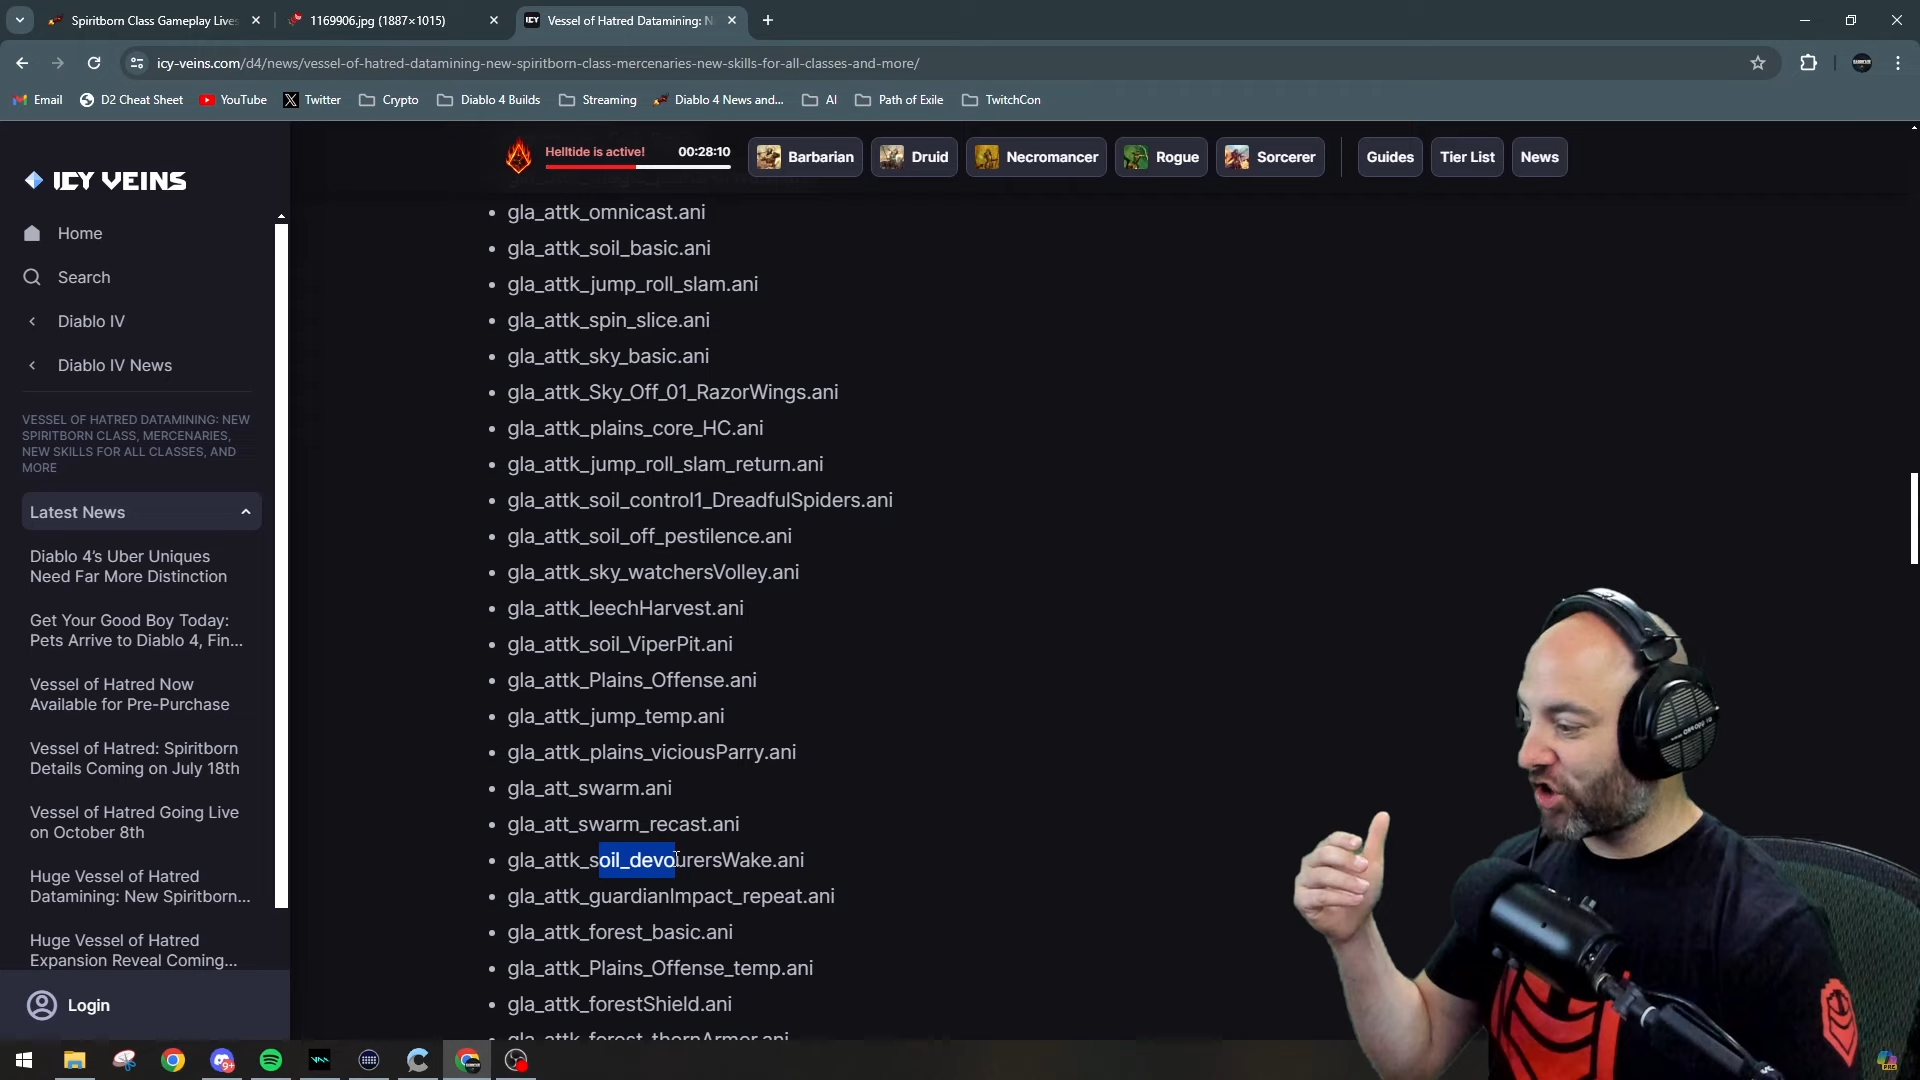 Spiritborn Class Gameplay Lives
1169906.jpg (1887×1015)
Vessel of Hatred Datamining: N
icy-veins.com/d4/news/vessel-of-hatred-datamining-new-spiritborn-class-mercenaries-new-skills-for-all-classes-and-more/
Email
D2 Cheat Sheet
YouTube
Twitter
Crypto
Diablo 4 Builds
Streaming
Diablo 4 News and...
AI
Path of Exile
TwitchCon
ICY VEINS
Helltide is active! 00:28:10
Barbarian
Druid
Necromancer
Rogue
Sorcerer
Guides
Tier List
News
Home
Search
Diablo IV
Diablo IV News
VESSEL OF HATRED DATAMINING: NEW
SPIRITBORN CLASS, MERCENARIES,
NEW SKILLS FOR ALL CLASSES, AND
MORE
Latest News
Diablo 4's Uber Uniques
Need Far More Distinction
Get Your Good Boy Today:
Pets Arrive to Diablo 4, Fin...
Vessel of Hatred Now
Available for Pre-Purchase
Vessel of Hatred: Spiritborn
Details Coming on July 18th
Vessel of Hatred Going Live
on October 8th
Huge Vessel of Hatred
Datamining: New Spiritborn...
Huge Vessel of Hatred
Expansion Reveal Coming...
Login
gla_attk_omnicast.ani
gla_attk_soil_basic.ani
gla_attk_jump_roll_slam.ani
gla_attk_spin_slice.ani
gla_attk_sky_basic.ani
gla_attk_Sky_Off_01_RazorWings.ani
gla_attk_plains_core_HC.ani
gla_attk_jump_roll_slam_return.ani
gla_attk_soil_control1_DreadfulSpiders.ani
gla_attk_soil_off_pestilence.ani
gla_attk_sky_watchersVolley.ani
gla_attk_leechHarvest.ani
gla_attk_soil_ViperPit.ani
gla_attk_Plains_Offense.ani
gla_attk_jump_temp.ani
gla_attk_plains_viciousParry.ani
gla_att_swarm.ani
gla_att_swarm_recast.ani
gla_attk_soil_devourersWake.ani
gla_attk_guardianImpact_repeat.ani
gla_attk_forest_basic.ani
gla_attk_Plains_Offense_temp.ani
gla_attk_forestShield.ani
gla_attk_forest_thornArmor.ani
9+
PRE